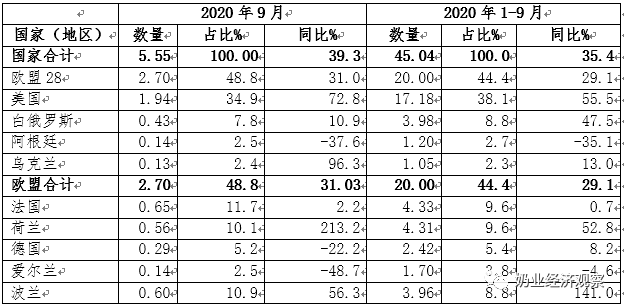 2020 年 9 月 2020 年 1-9 月
国家（地区） 数量 占比% 同比% 数量 占比% 同比%
国家合计 5.55 100.00 39.3 45.04 100.0 35.4
欧盟 28 2.70 48.8 31.0 20.00 44.4 29.1
美国 1.94 34.9 72.8 17.18 38.1 55.5
白俄罗斯 0.43 7.8 10.9 3.98 8.8 47.5
阿根廷 0.14 2.5 -37.6 1.20 2.7 -35.1
乌克兰 0.13 2.4 96.3 1.05 2.3 13.0
欧盟合计 2.70 48.8 31.03 20.00 44.4 29.1
法国 0.65 11.7 2.2 4.33 9.6 0.7
荷兰 0.56 10.1 213.2 4.31 9.6 52.8
德国 0.29 5.2 -22.2 2.42 5.4 8.2
爱尔兰 0.14 2.5 -48.7 1.70 3.8 -4.6
波兰 0.60 10.9 56.3 3.96 8.8 141.0
奶业经济观察